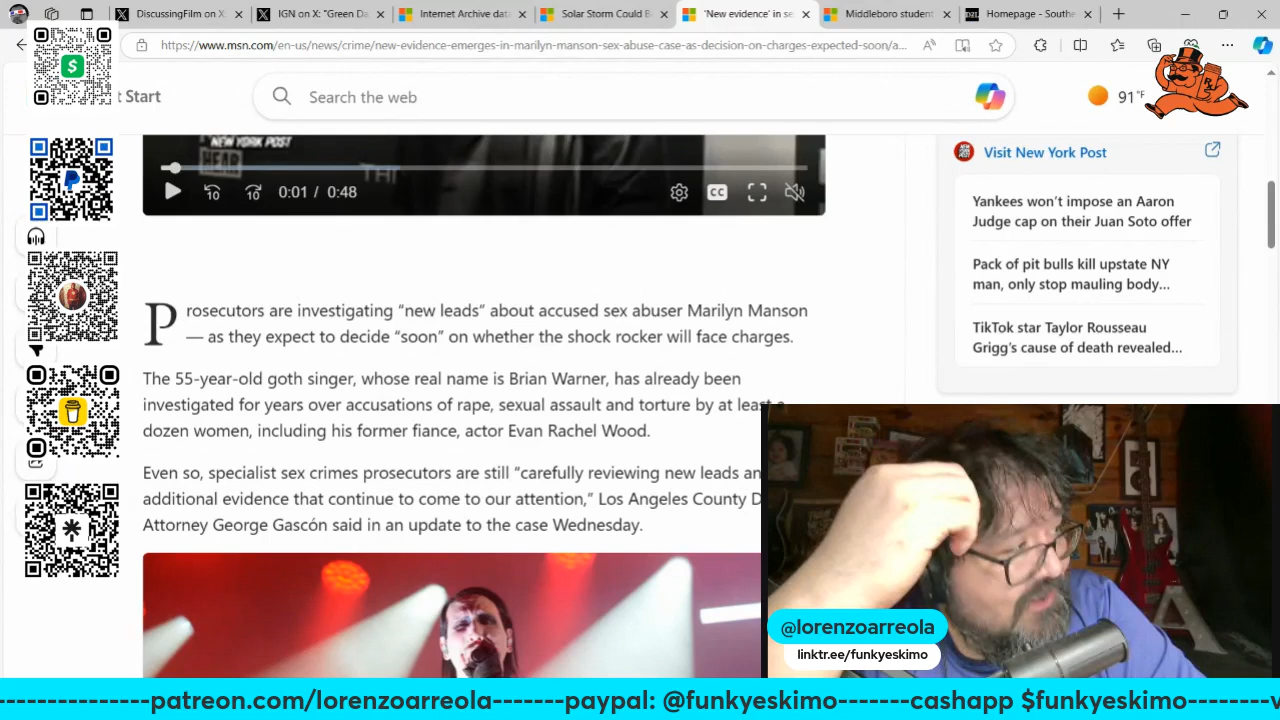 DiscussingFilm on X
IGN on X: "Green Da
Internet Archive dat
Solar Storm Could B
'New evidence' in se
Middleboro student
Homepage - Southe
https://www.msn.com/en-us/news/crime/new-evidence-emerges-in-marilyn-manson-sex-abuse-case-as-decision-on-charges-expected-soon/a...
t Start
Search the web
91°F
NEW YORK POST
HEAR
0:01 / 0:48
10
10
CC
Visit New York Post
Yankees won't impose an Aaron
Judge cap on their Juan Soto offer
Pack of pit bulls kill upstate NY
man, only stop mauling body...
TikTok star Taylor Rousseau
Grigg's cause of death revealed...
Prosecutors are investigating “new leads” about accused sex abuser Marilyn Manson
— as they expect to decide “soon” on whether the shock rocker will face charges.
The 55-year-old goth singer, whose real name is Brian Warner, has already been
investigated for years over accusations of rape, sexual assault and torture by at least a
dozen women, including his former fiance, actor Evan Rachel Wood.
Even so, specialist sex crimes prosecutors are still “carefully reviewing new leads an
additional evidence that continue to come to our attention,” Los Angeles County D
Attorney George Gascón said in an update to the case Wednesday.
@lorenzoarreola
linktr.ee/funkyeskimo
---------------patreon.com/lorenzoarreola-------paypal: @funkyeskimo-------cashapp $funkyeskimo--------v